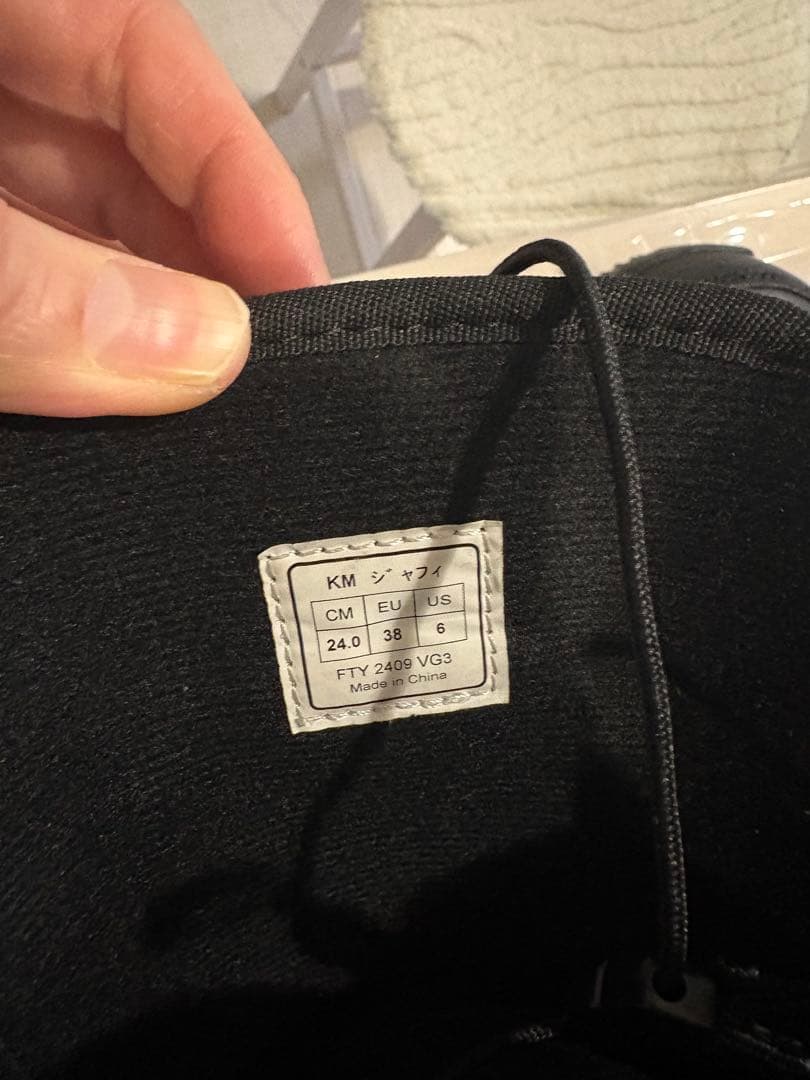 KM ジャフィ
CM EU US
24.0 38 6
FTY 2409 VG3
Made in China